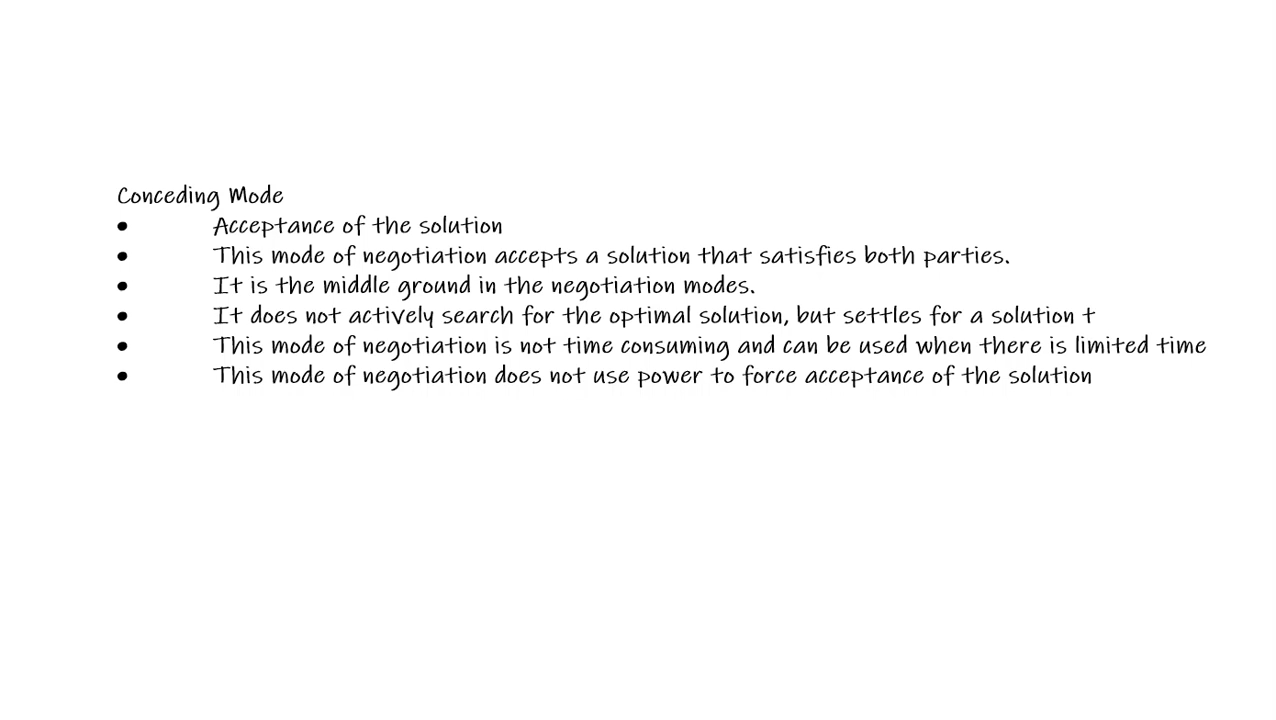 Conceding Mode
• Acceptance of the solution
• This mode of negotiation accepts a solution that satisfies both parties.
• It is the middle ground in the negotiation modes.
• It does not actively search for the optimal solution, but settles for a solution t
• This mode of negotiation is not time consuming and can be used when there is limited time
• This mode of negotiation does not use power to force acceptance of the solution